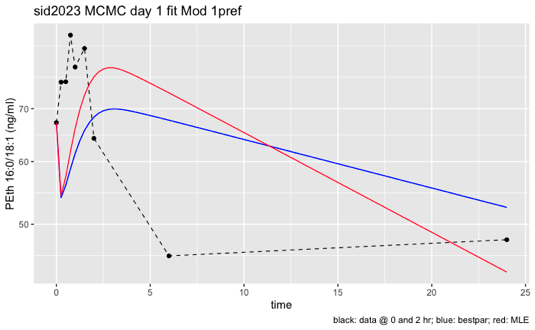 sid2023 MCMC day 1 fit Mod 1pref
PEth 16:0/18:1 (ng/ml)
70
60
50
0
5
10
15
20
25
time
black: data @ 0 and 2 hr; blue: bestpar; red: MLE